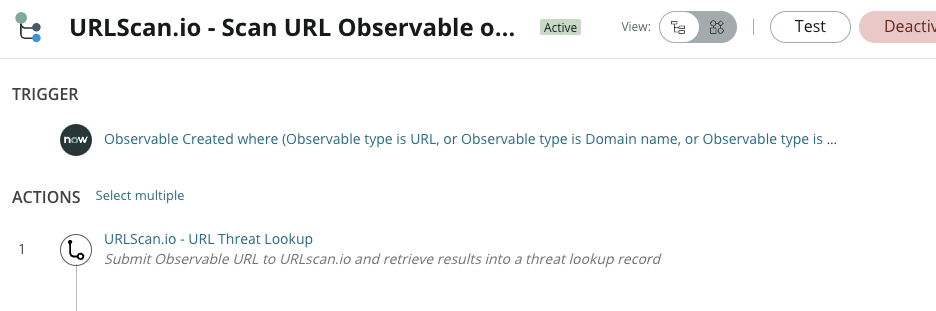 URLScan.io - Scan URL Observable o...
Active
View:
Test
Deactiv
TRIGGER
now
Observable Created where (Observable type is URL, or Observable type is Domain name, or Observable type is ...
ACTIONS
Select multiple
1
URLScan.io - URL Threat Lookup
Submit Observable URL to URLscan.io and retrieve results into a threat lookup record